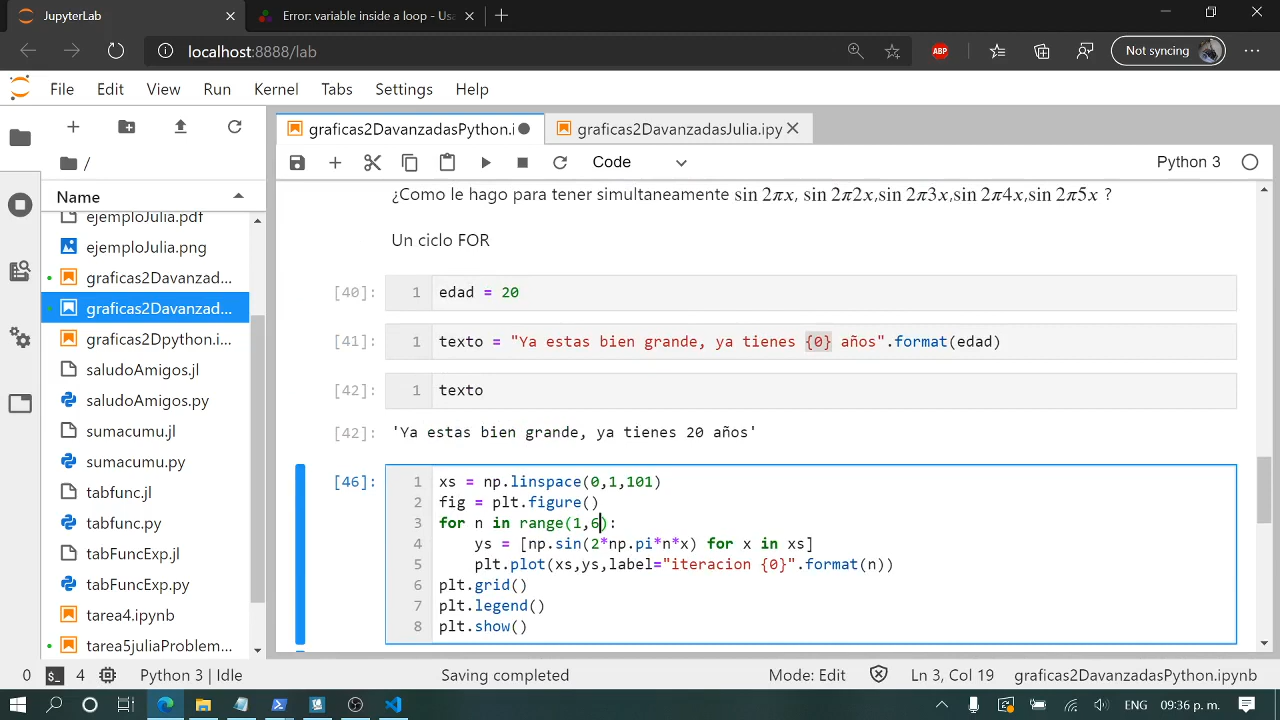 JupyterLab
Error: variable inside a loop - Usa
localhost:8888/lab
ABP
Not syncing
File Edit View Run Kernel Tabs Settings Help
graficas2DavanzadasPython.i
graficas2DavanzadasJulia.ipy
Code
Python 3
/
Name
ejemploJulia.pdf
ejemploJulia.png
graficas2Davanzad...
graficas2Davanzad...
graficas2Dpython.i...
saludoAmigos.jl
saludoAmigos.py
sumacumu.jl
sumacumu.py
tabfunc.jl
tabfunc.py
tabFuncExp.jl
tabFuncExp.py
tarea4.ipynb
tarea5juliaProblem...
¿Como le hago para tener simultaneamente sin 2πx, sin 2π2x,sin 2π3x,sin 2π4x,sin 2π5x ?
Un ciclo FOR
[40]: 1 edad = 20
[41]: 1 texto = "Ya estas bien grande, ya tienes {0} años".format(edad)
[42]: 1 texto
[42]: 'Ya estas bien grande, ya tienes 20 años'
[46]: 1 xs = np.linspace(0,1,101)
2 fig = plt.figure()
3 for n in range(1,6):
4 ys = [np.sin(2*np.pi*n*x) for x in xs]
5 plt.plot(xs,ys,label="iteracion {0}".format(n))
6 plt.grid()
7 plt.legend()
8 plt.show()
0 $_ 4 Python 3 | Idle Saving completed Mode: Edit Ln 3, Col 19 graficas2DavanzadasPython.ipynb
ENG 09:36 p. m.